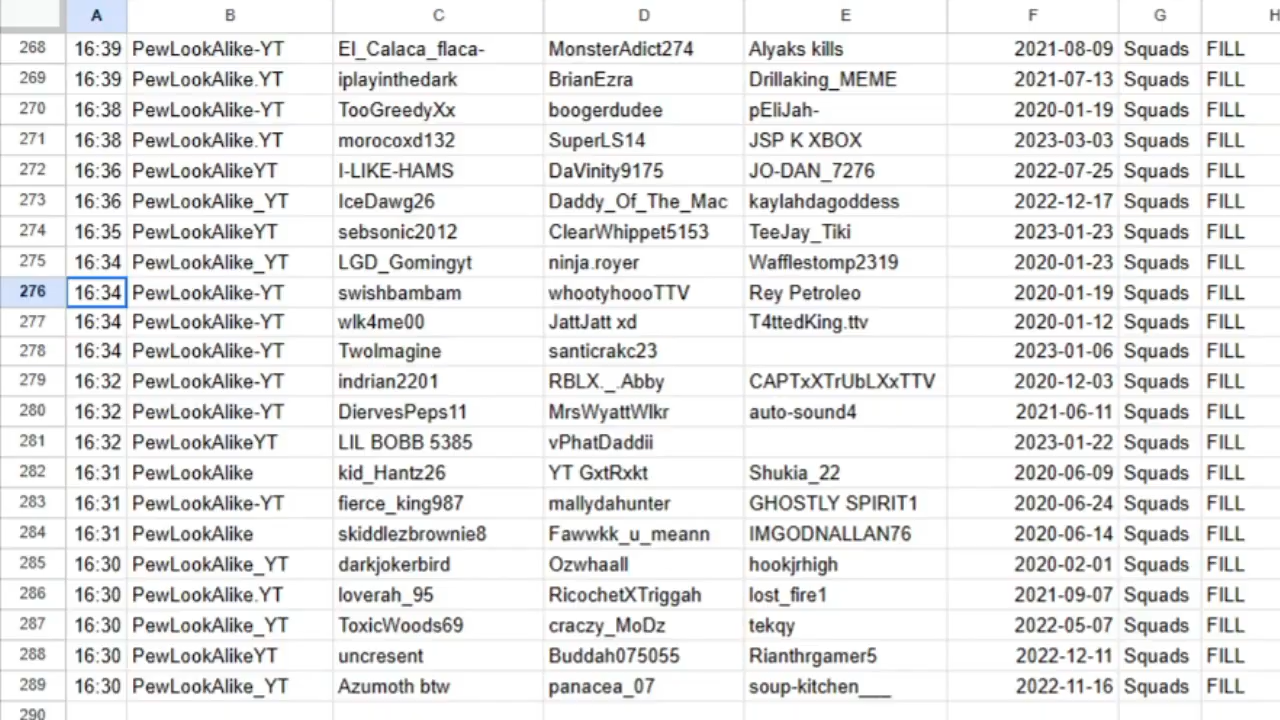 A B C D E F G H
268 16:39 PewLookAlike-YT El_Calaca_flaca- MonsterAdict274 Alyaks kills 2021-08-09 Squads FILL
269 16:39 PewLookAlike.YT iplayinthedark BrianEzra Drillaking_MEME 2021-07-13 Squads FILL
270 16:38 PewLookAlike-YT TooGreedyXx boogerdudee pEliJah- 2020-01-19 Squads FILL
271 16:38 PewLookAlike.YT morocoxd132 SuperLS14 JSP K XBOX 2023-03-03 Squads FILL
272 16:36 PewLookAlikeYT I-LIKE-HAMS DaVinity9175 JO-DAN_7276 2022-07-25 Squads FILL
273 16:36 PewLookAlike_YT IceDawg26 Daddy_Of_The_Mac kaylahdagoddess 2022-12-17 Squads FILL
274 16:35 PewLookAlikeYT sebsonic2012 ClearWhippet5153 TeeJay_Tiki 2023-01-23 Squads FILL
275 16:34 PewLookAlike_YT LGD_Gomingyt ninja.royer Wafflestomp2319 2020-01-23 Squads FILL
276 16:34 PewLookAlike-YT swishbambam whootyhoooTTV Rey Petroleo 2020-01-19 Squads FILL
277 16:34 PewLookAlike-YT wlk4me00 JattJatt xd T4ttedKing.ttv 2020-01-12 Squads FILL
278 16:34 PewLookAlike-YT TwoImagine santicrakc23 2023-01-06 Squads FILL
279 16:32 PewLookAlike-YT indrian2201 RBLX._.Abby CAPTxXTrUbLXxTTV 2020-12-03 Squads FILL
280 16:32 PewLookAlike-YT DiervesPeps11 MrsWyattWlkr auto-sound4 2021-06-11 Squads FILL
281 16:32 PewLookAlikeYT LIL BOBB 5385 vPhatDaddii 2023-01-22 Squads FILL
282 16:31 PewLookAlike kid_Hantz26 YT GxtRxkt Shukia_22 2020-06-09 Squads FILL
283 16:31 PewLookAlike-YT fierce_king987 mallydahunter GHOSTLY SPIRIT1 2020-06-24 Squads FILL
284 16:31 PewLookAlike skiddlezbrownie8 Fawwkk_u_meann IMGODNALLAN76 2020-06-14 Squads FILL
285 16:30 PewLookAlike_YT darkjokerbird Ozwhaall hookjrhigh 2020-02-01 Squads FILL
286 16:30 PewLookAlike.YT loverah_95 RicochetXTriggah lost_fire1 2021-09-07 Squads FILL
287 16:30 PewLookAlike_YT ToxicWoods69 craczy_MoDz tekqy 2022-05-07 Squads FILL
288 16:30 PewLookAlikeYT uncresent Buddah075055 Rianthrgamer5 2022-12-11 Squads FILL
289 16:30 PewLookAlike_YT Azumoth btw panacea_07 soup-kitchen___ 2022-11-16 Squads FILL
290